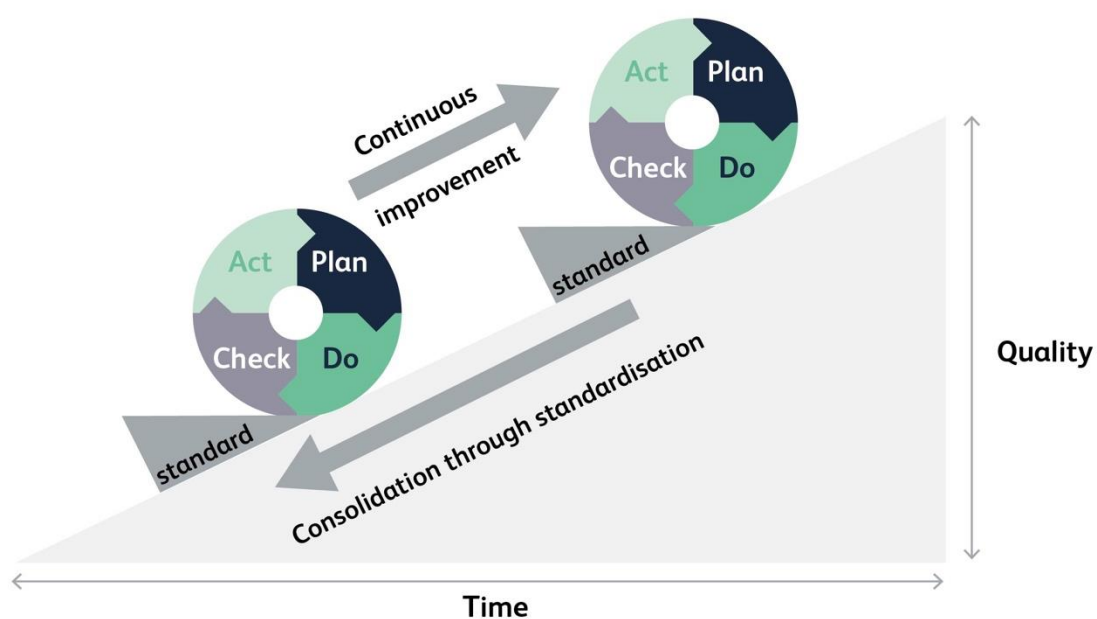 Act
Plan
Check
Do
Continuous
improvement
Act
Plan
Check
Do
standard
standard
Consolidation through standardisation
Quality
Time